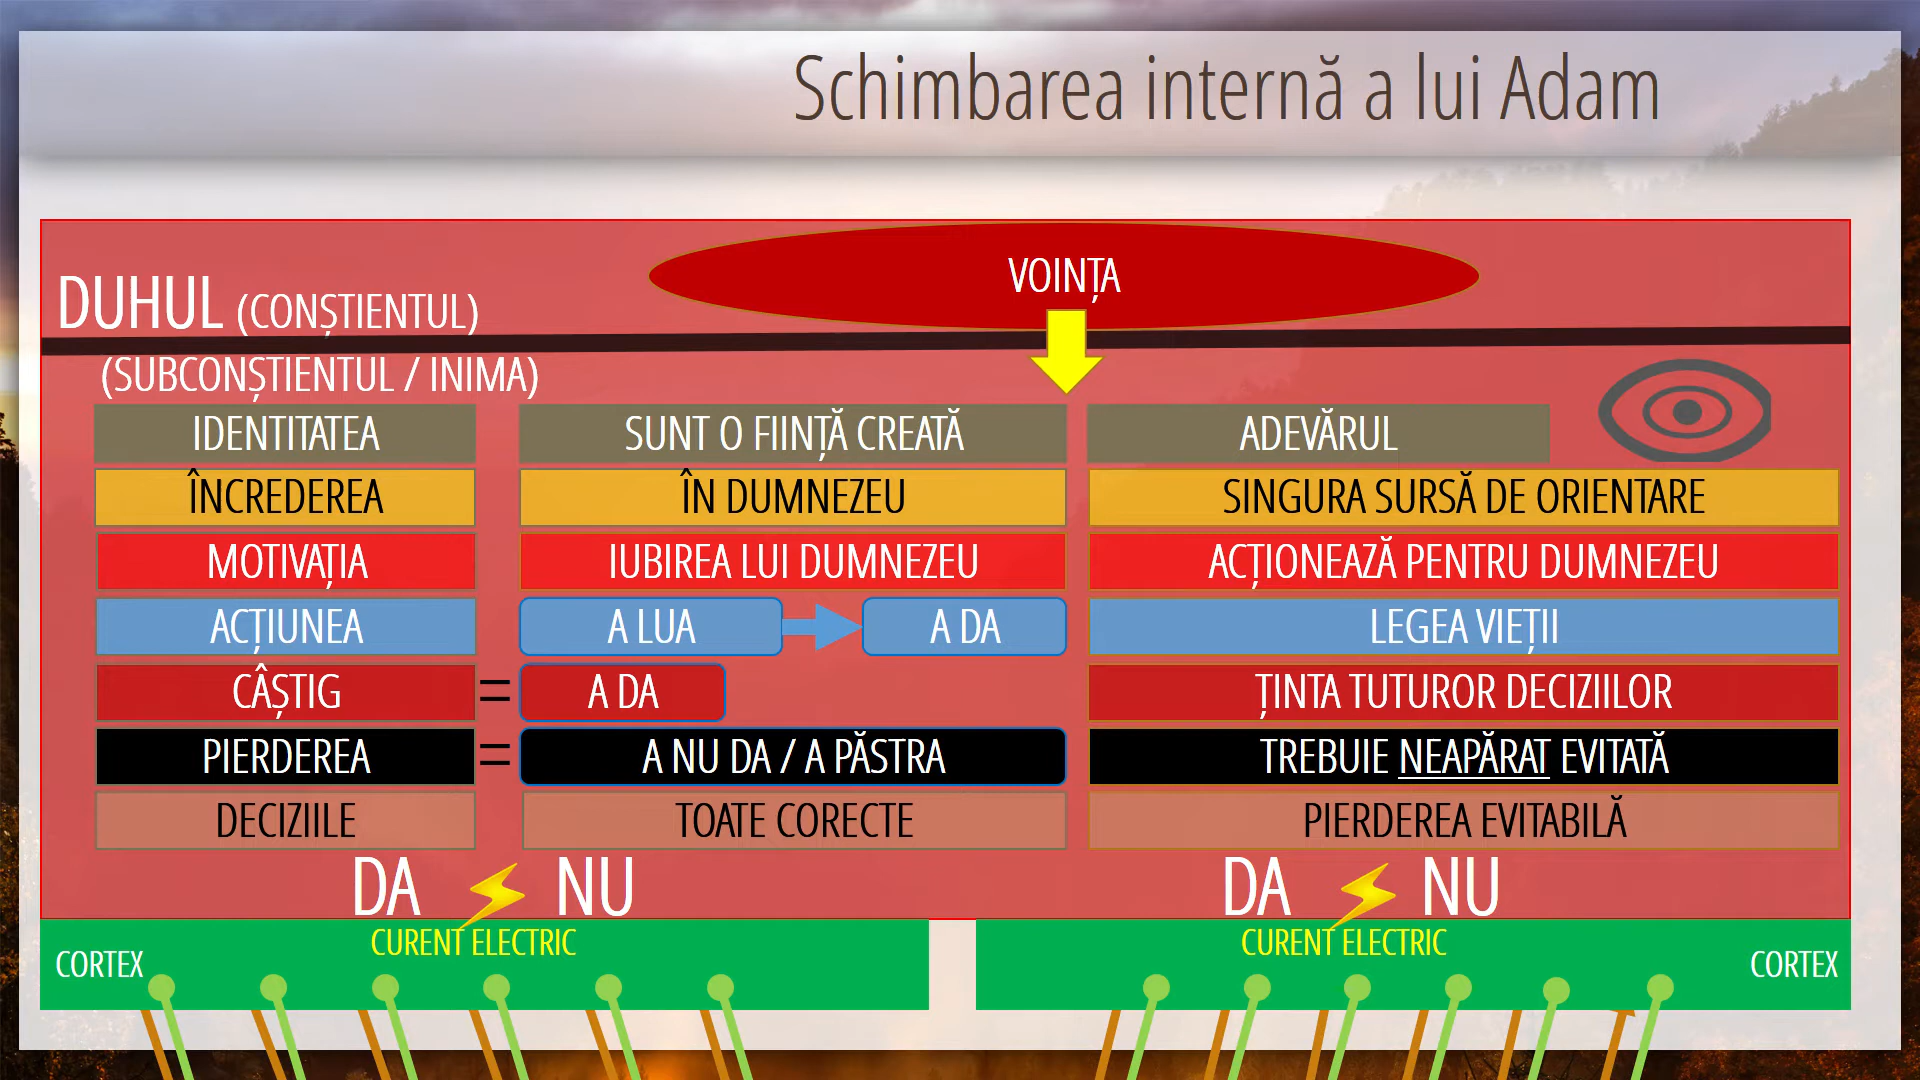 Schimbarea internă a lui Adam
VOINȚA
DUHUL (CONȘTIENTUL)
(SUBCONȘTIENTUL / INIMA)
IDENTITATEA SUNT O FIINȚĂ CREATĂ ADEVĂRUL
ÎNCREDEREA ÎN DUMNEZEU SINGURA SURSĂ DE ORIENTARE
MOTIVAȚIA IUBIREA LUI DUMNEZEU ACȚIONEAZĂ PENTRU DUMNEZEU
ACȚIUNEA A LUA A DA LEGEA VIEȚII
CÂȘTIG = A DA ȚINTA TUTUROR DECIZIILOR
PIERDEREA = A NU DA / A PĂSTRA TREBUIE NEAPĂRAT EVITATĂ
DECIZIILE TOATE CORECTE PIERDEREA EVITABILĂ
DA NU DA NU
CURENT ELECTRIC CURENT ELECTRIC
CORTEX CORTEX